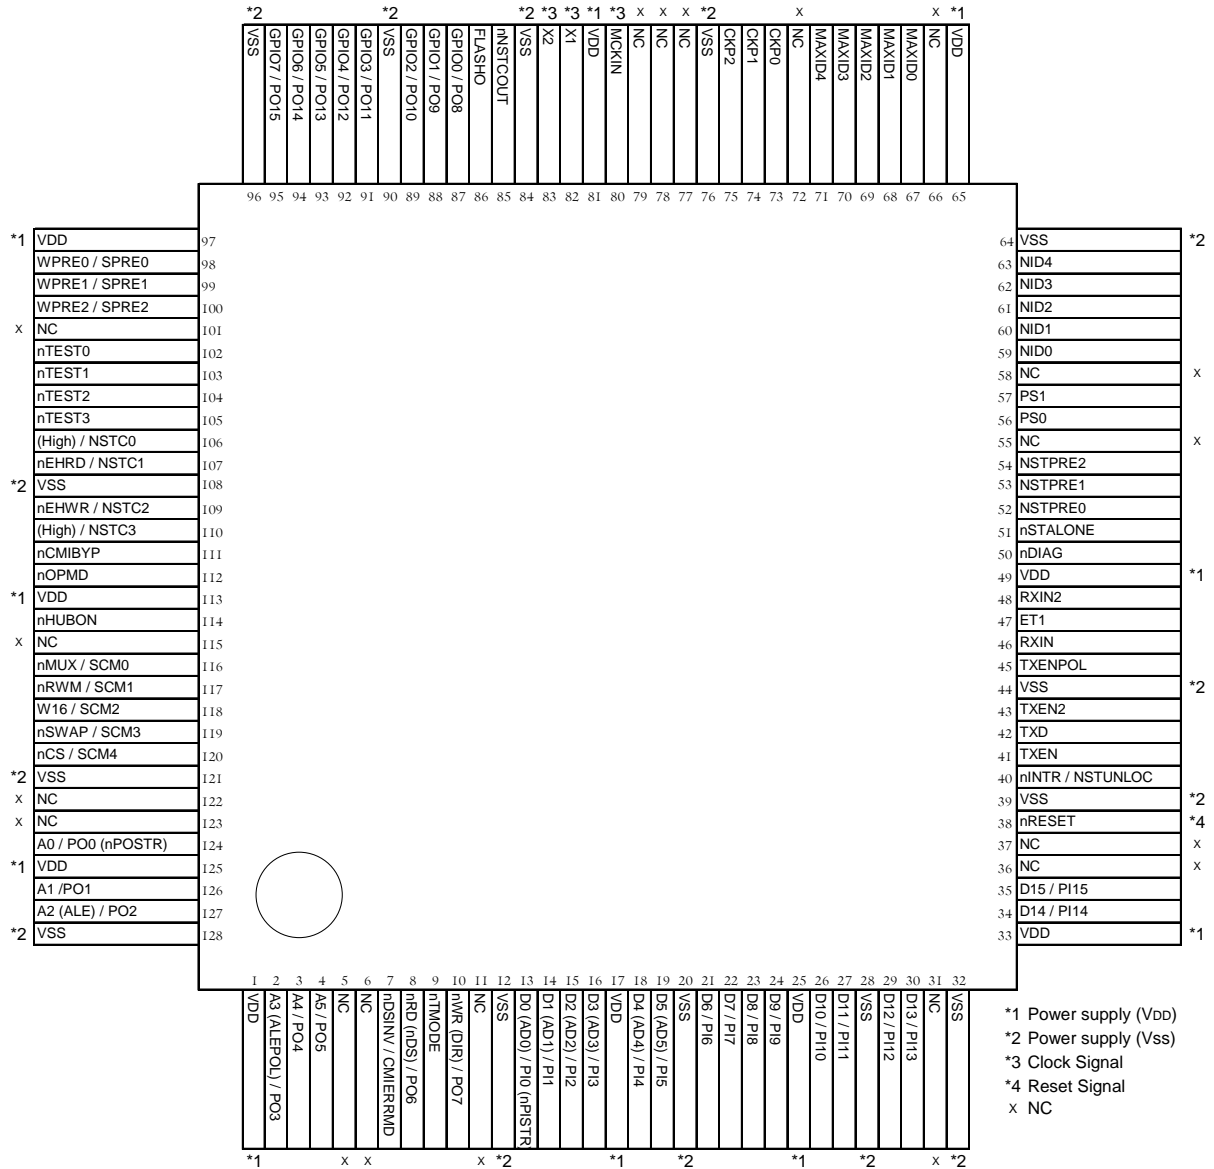 *2 *2 *2 *3 *3 *1 *3 x x x *2 x x *1
VSS
GPIO7 / PO15
GPIO6 / PO14
GPIO5 / PO13
GPIO4 / PO12
GPIO3 / PO11
VSS
GPIO2 / PO10
GPIO1 / PO9
GPIO0 / PO8
FLASHO
nNSTCOUT
VSS
X2
X1
VDD
MCKIN
NC
NC
NC
VSS
CKP2
CKP1
CKP0
NC
MAXID4
MAXID3
MAXID2
MAXID1
MAXID0
NC
VDD
96 95 94 93 92 91 90 89 88 87 86 85 84 83 82 81 80 79 78 77 76 75 74 73 72 71 70 69 68 67 66 65
*1 VDD 97
WPRE0 / SPRE0 98
WPRE1 / SPRE1 99
WPRE2 / SPRE2 100
x NC 101
nTEST0 102
nTEST1 103
nTEST2 104
nTEST3 105
(High) / NSTC0 106
nEHRD / NSTC1 107
*2 VSS 108
nEHWR / NSTC2 109
(High) / NSTC3 110
nCMIBYP 111
nOPMD 112
*1 VDD 113
nHUBON 114
x NC 115
nMUX / SCM0 116
nRWM / SCM1 117
W16 / SCM2 118
nSWAP / SCM3 119
nCS / SCM4 120
*2 VSS 121
x NC 122
x NC 123
A0 / PO0 (nPOSTR) 124
*1 VDD 125
A1 /PO1 126
A2 (ALE) / PO2 127
*2 VSS 128
64 VSS *2
63 NID4
62 NID3
61 NID2
60 NID1
59 NID0
58 NC x
57 PS1
56 PS0
55 NC x
54 NSTPRE2
53 NSTPRE1
52 NSTPRE0
51 nSTALONE
50 nDIAG
49 VDD *1
48 RXIN2
47 ET1
46 RXIN
45 TXENPOL
44 VSS *2
43 TXEN2
42 TXD
41 TXEN
40 nINTR / NSTUNLOC
39 VSS *2
38 nRESET *4
37 NC x
36 NC x
35 D15 / PI15
34 D14 / PI14
33 VDD *1
1 2 3 4 5 6 7 8 9 10 11 12 13 14 15 16 17 18 19 20 21 22 23 24 25 26 27 28 29 30 31 32
VDD
A3 (ALEPOL) / PO3
A4 / PO4
A5 / PO5
NC
NC
nDSINV / CMIERRMD
nRD (nDS) / PO6
nTMODE
nWR (DIR) / PO7
NC
VSS
D0 (AD0) / PI0 (nPISTR
D1 (AD1) / PI1
D2 (AD2) / PI2
D3 (AD3) / PI3
VDD
D4 (AD4) / PI4
D5 (AD5) / PI5
VSS
D6 / PI6
D7 / PI7
D8 / PI8
D9 / PI9
VDD
D10 / PI10
D11 / PI11
VSS
D12 / PI12
D13 / PI13
NC
VSS
*1 x x x *2 *1 *2 *1 *2 x *2
*1 Power supply (VDD)
*2 Power supply (Vss)
*3 Clock Signal
*4 Reset Signal
x NC